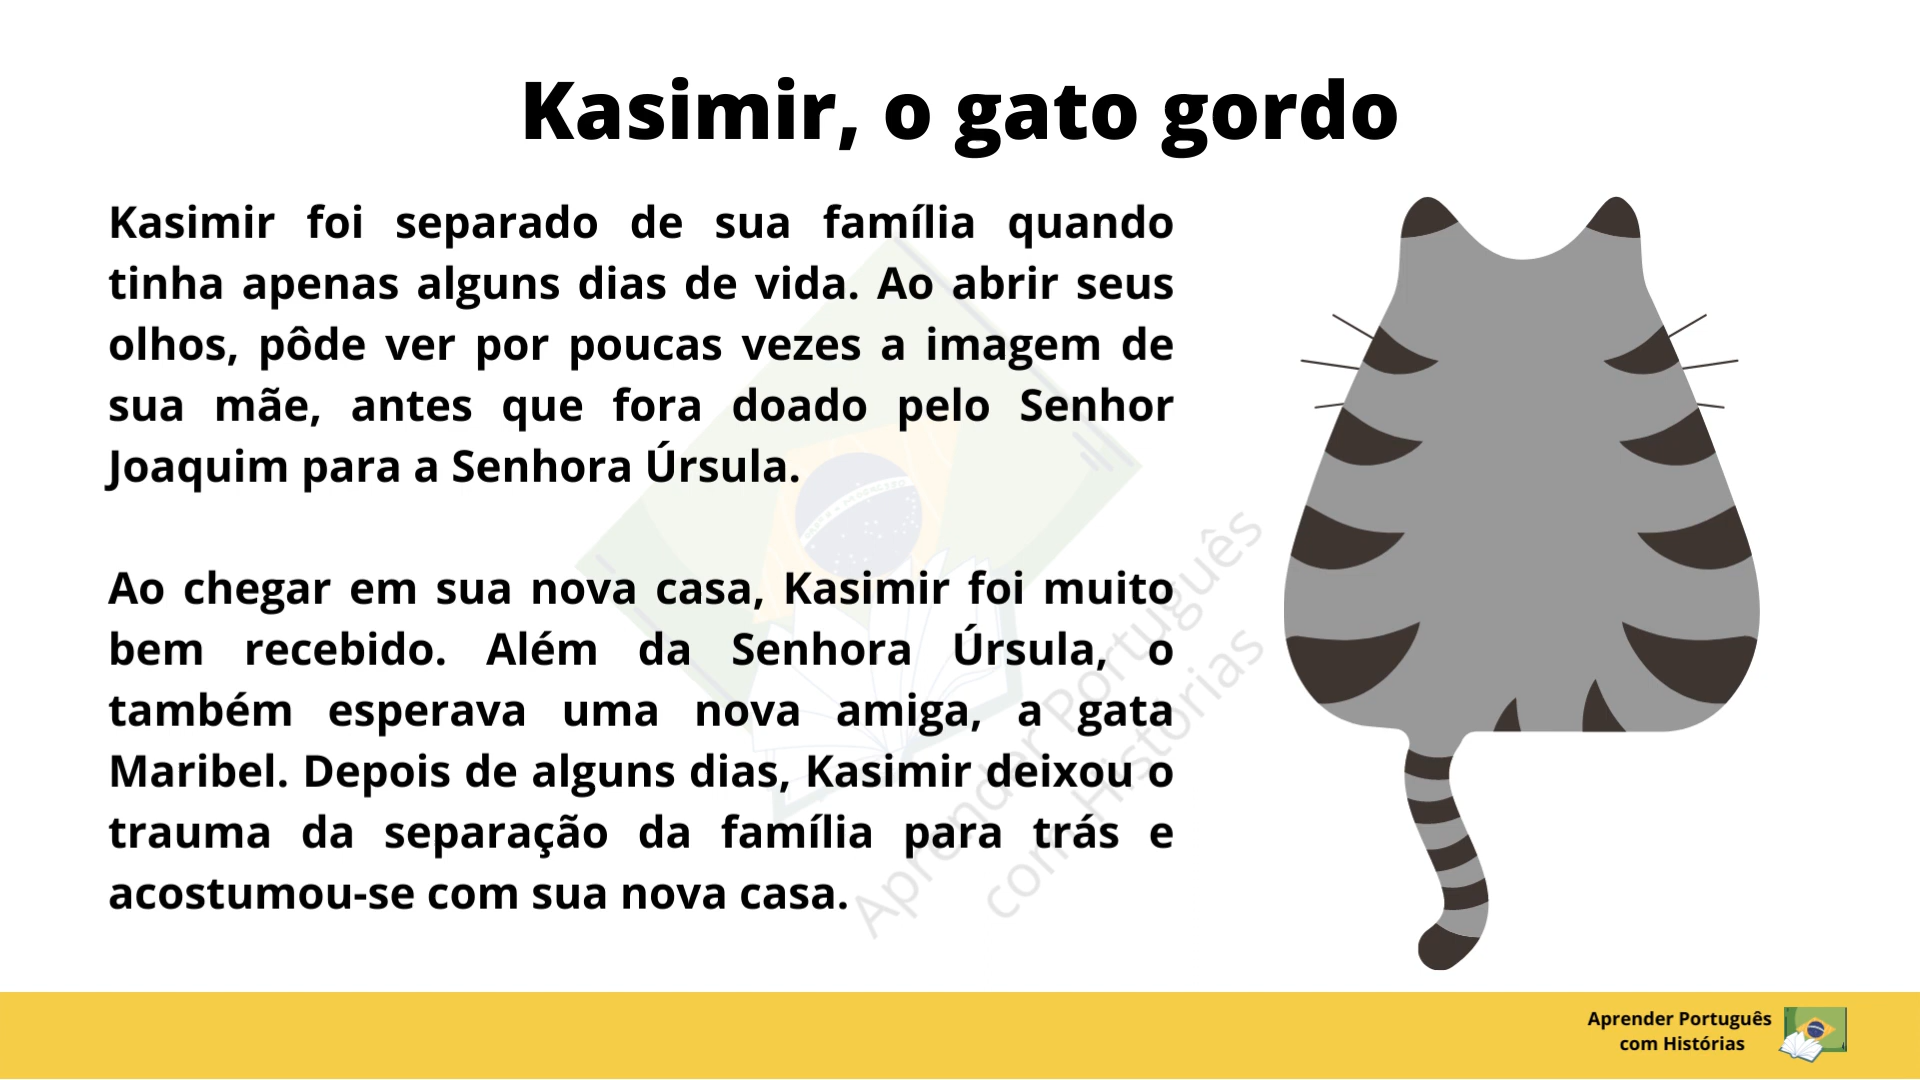 Kasimir, o gato gordo
Kasimir foi separado de sua família quando
tinha apenas alguns dias de vida. Ao abrir seus
olhos, pôde ver por poucas vezes a imagem de
sua mãe, antes que fora doado pelo Senhor
Joaquim para a Senhora Úrsula.
Ao chegar em sua nova casa, Kasimir foi muito
bem recebido. Além da Senhora Úrsula, o
também esperava uma nova amiga, a gata
Maribel. Depois de alguns dias, Kasimir deixou o
trauma da separação da família para trás e
acostumou-se com sua nova casa.
Aprender Português
com Histórias
Aprender Português
com Histórias